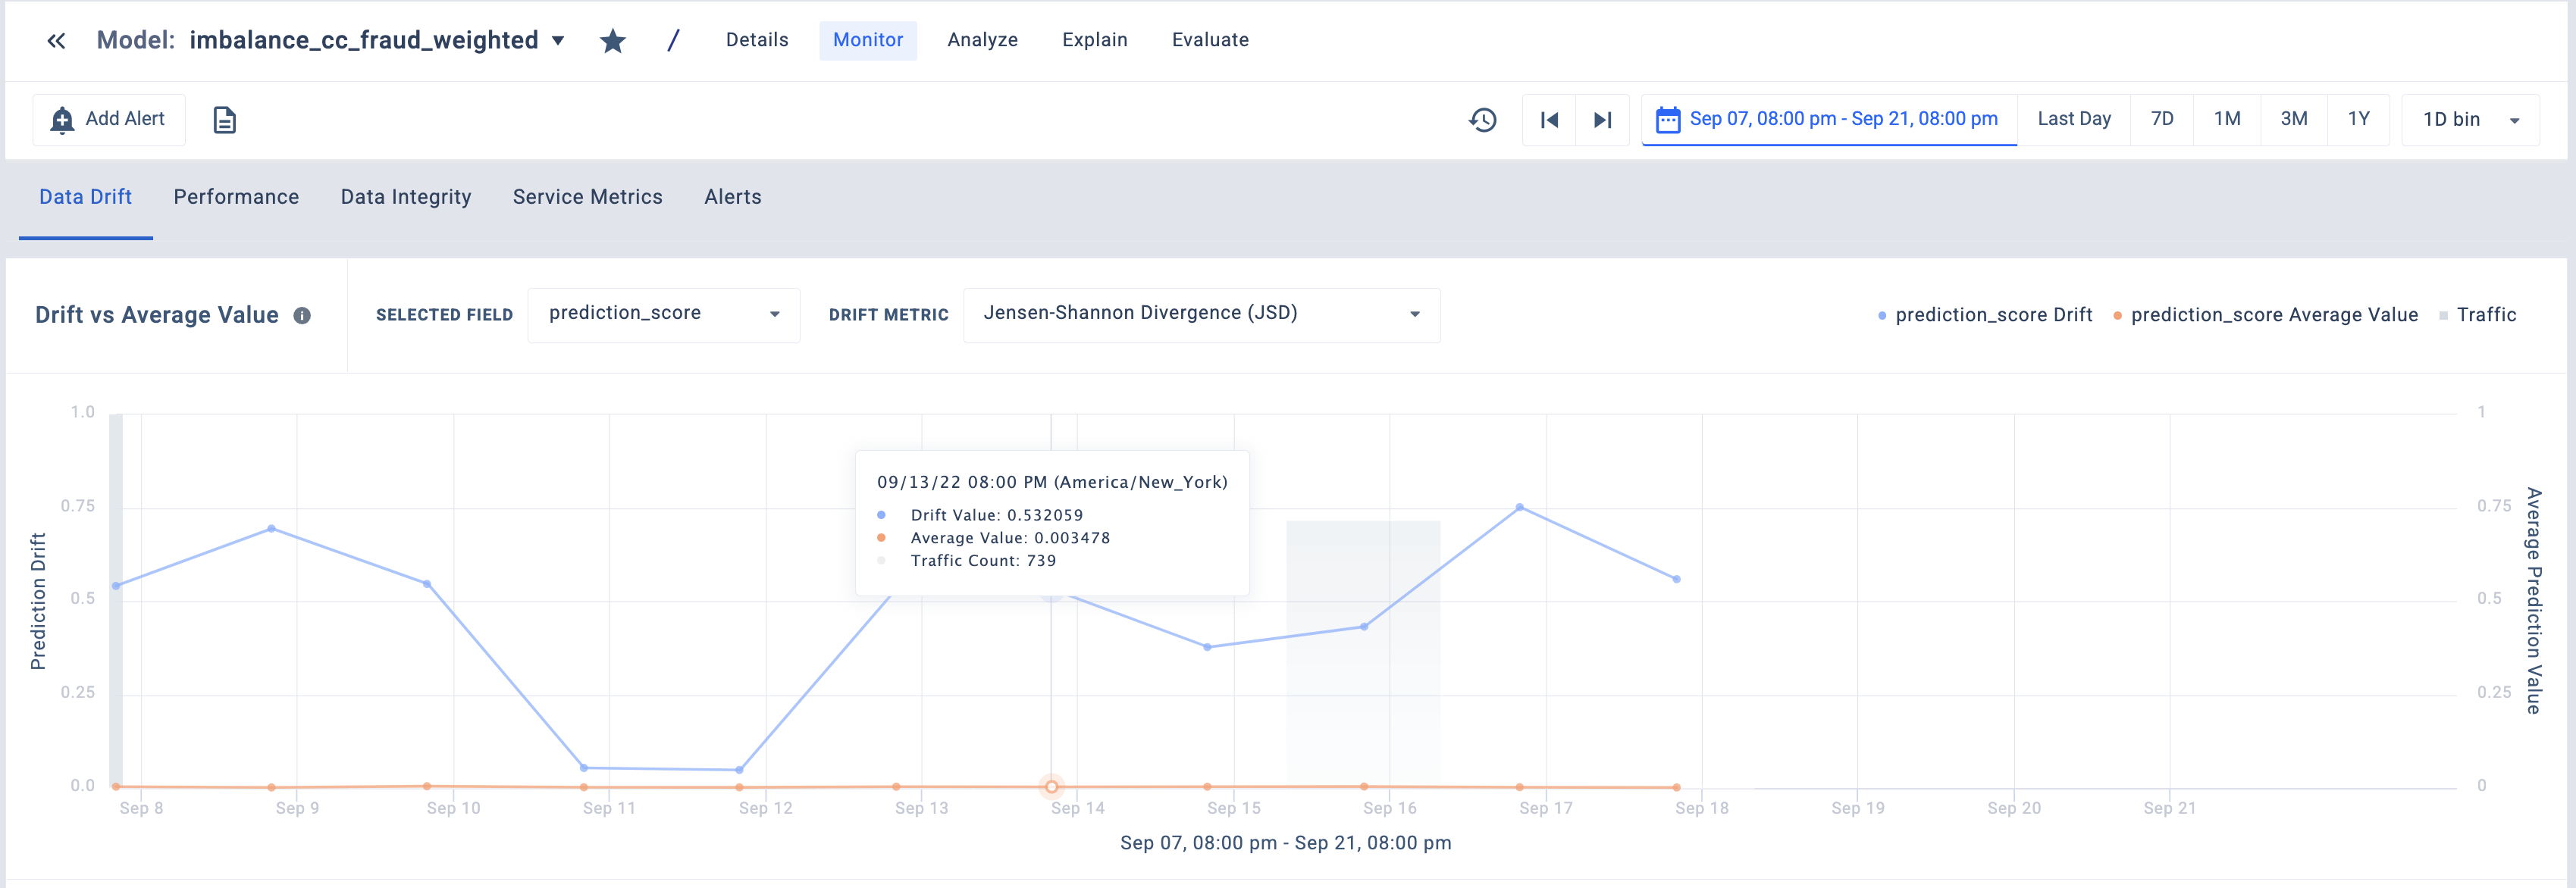 Model: imbalance_cc_fraud_weighted / Details Monitor Analyze Explain Evaluate
Add Alert Sep 07, 08:00 pm - Sep 21, 08:00 pm Last Day 7D 1M 3M 1Y 1D bin
Data Drift Performance Data Integrity Service Metrics Alerts
Drift vs Average Value SELECTED FIELD prediction_score DRIFT METRIC Jensen-Shannon Divergence (JSD) prediction_score Drift prediction_score Average Value Traffic
Prediction Drift
1.0
0.75
0.5
0.25
0.0
09/13/22 08:00 PM (America/New_York)
Drift Value: 0.532059
Average Value: 0.003478
Traffic Count: 739
1
0.75
0.5
0.25
0
Average Prediction Value
Sep 8 Sep 9 Sep 10 Sep 11 Sep 12 Sep 13 Sep 14 Sep 15 Sep 16 Sep 17 Sep 18 Sep 19 Sep 20 Sep 21
Sep 07, 08:00 pm - Sep 21, 08:00 pm